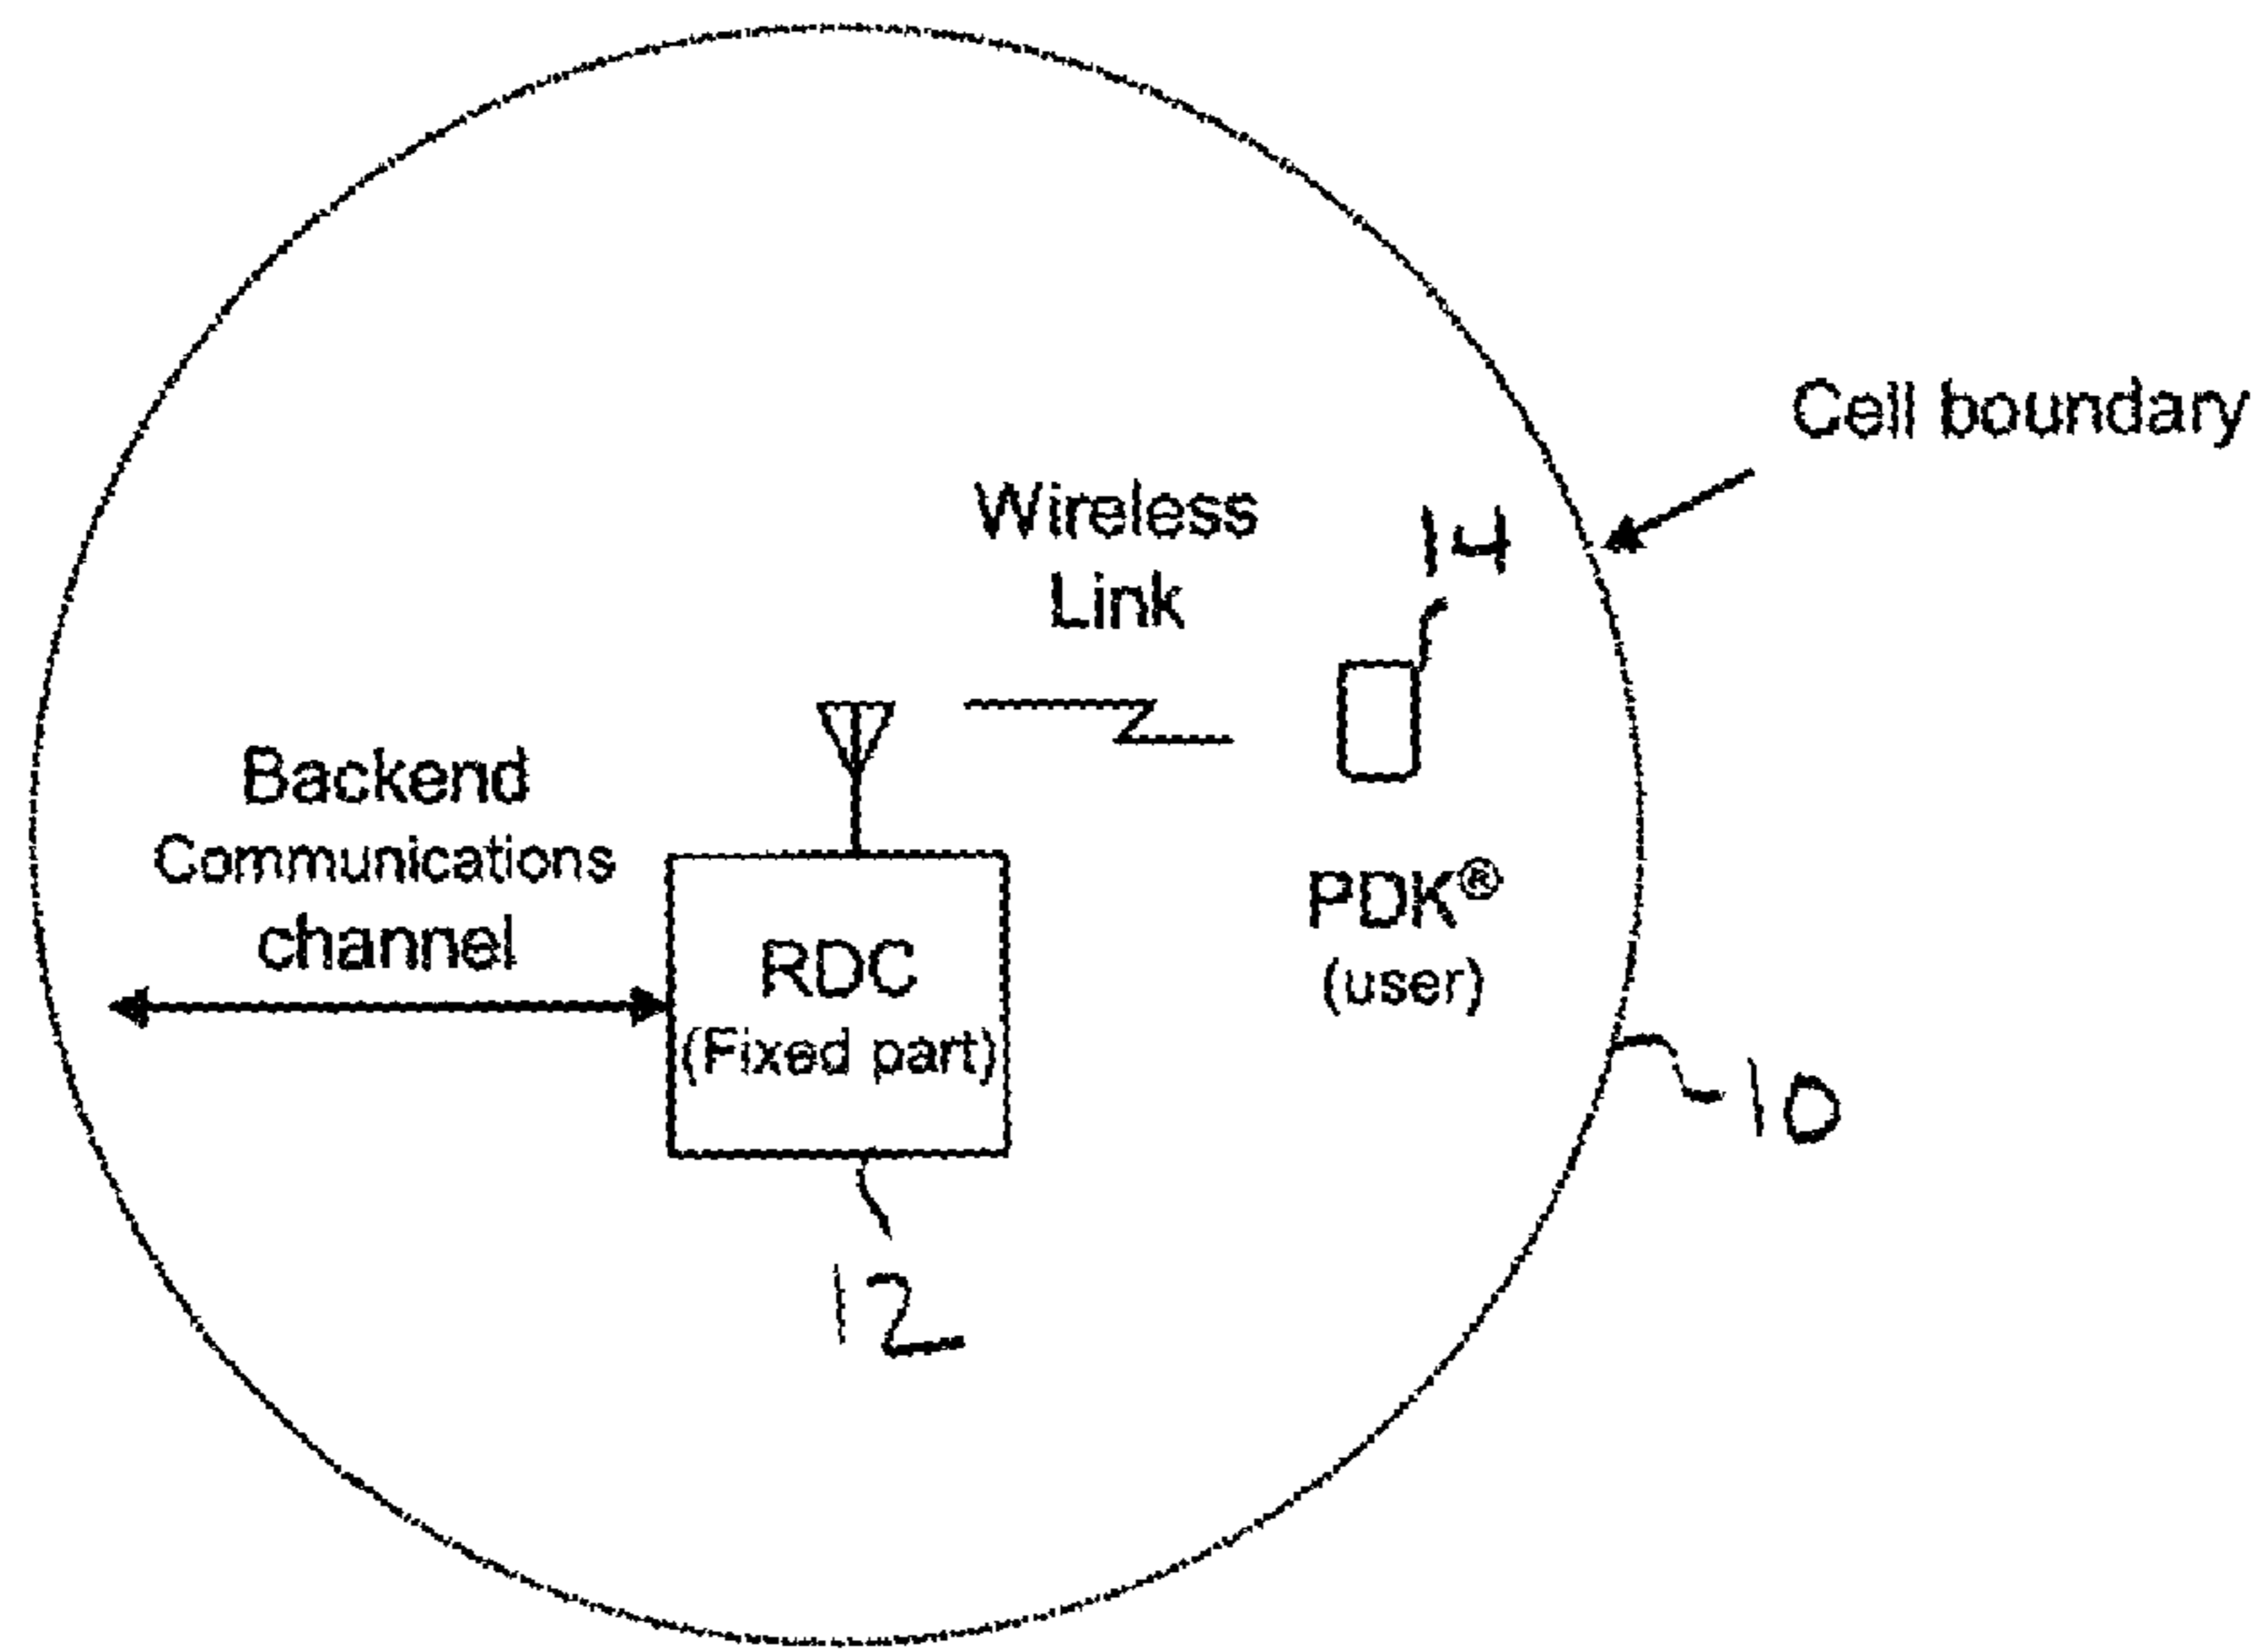 Cell boundary
Wireless
Link
14
Backend
Communications
channel
PDK®
(user)
RDC
(Fixed part)
10
12